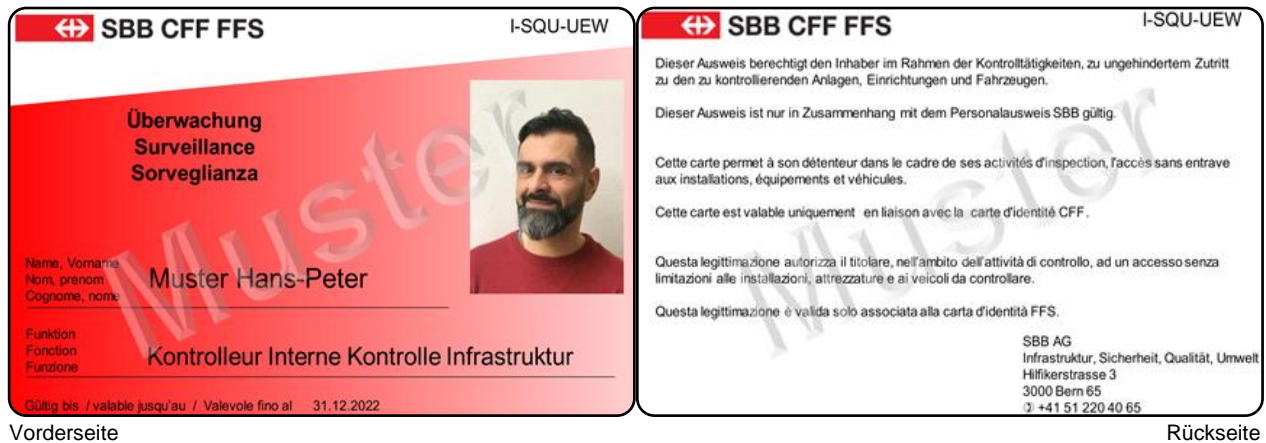 SBB CFF FFS
I-SQU-UEW
Überwachung
Surveillance
Sorveglianza
Name, Vorname
Nom, prenom
Cognome, nome
Muster Hans-Peter
Funktion
Fonction
Funzione
Kontrolleur Interne Kontrolle Infrastruktur
Gültig bis / valable jusqu'au / Valevole fino al 31.12.2022
Muster
Vorderseite
SBB CFF FFS
I-SQU-UEW
Dieser Ausweis berechtigt den Inhaber im Rahmen der Kontrolltätigkeiten, zu ungehindertem Zutritt
zu den zu kontrollierenden Anlagen, Einrichtungen und Fahrzeugen.
Dieser Ausweis ist nur in Zusammenhang mit dem Personalausweis SBB gültig.
Cette carte permet à son détenteur dans le cadre de ses activités d'inspection, l'accès sans entrave
aux installations, équipements et véhicules.
Cette carte est valable uniquement en liaison avec la carte d'identité CFF.
Questa legittimazione autorizza il titolare, nell'ambito dell'attività di controllo, ad un accesso senza
limitazioni alle installazioni, attrezzature e ai veicoli da controllare.
Questa legittimazione è valida solo associata alla carta d'identità FFS.
SBB AG
Infrastruktur, Sicherheit, Qualität, Umwelt
Hilfikerstrasse 3
3000 Bern 65
✆ +41 51 220 40 65
Muster
Rückseite